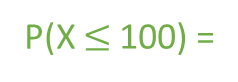 P(X ≤ 100) =